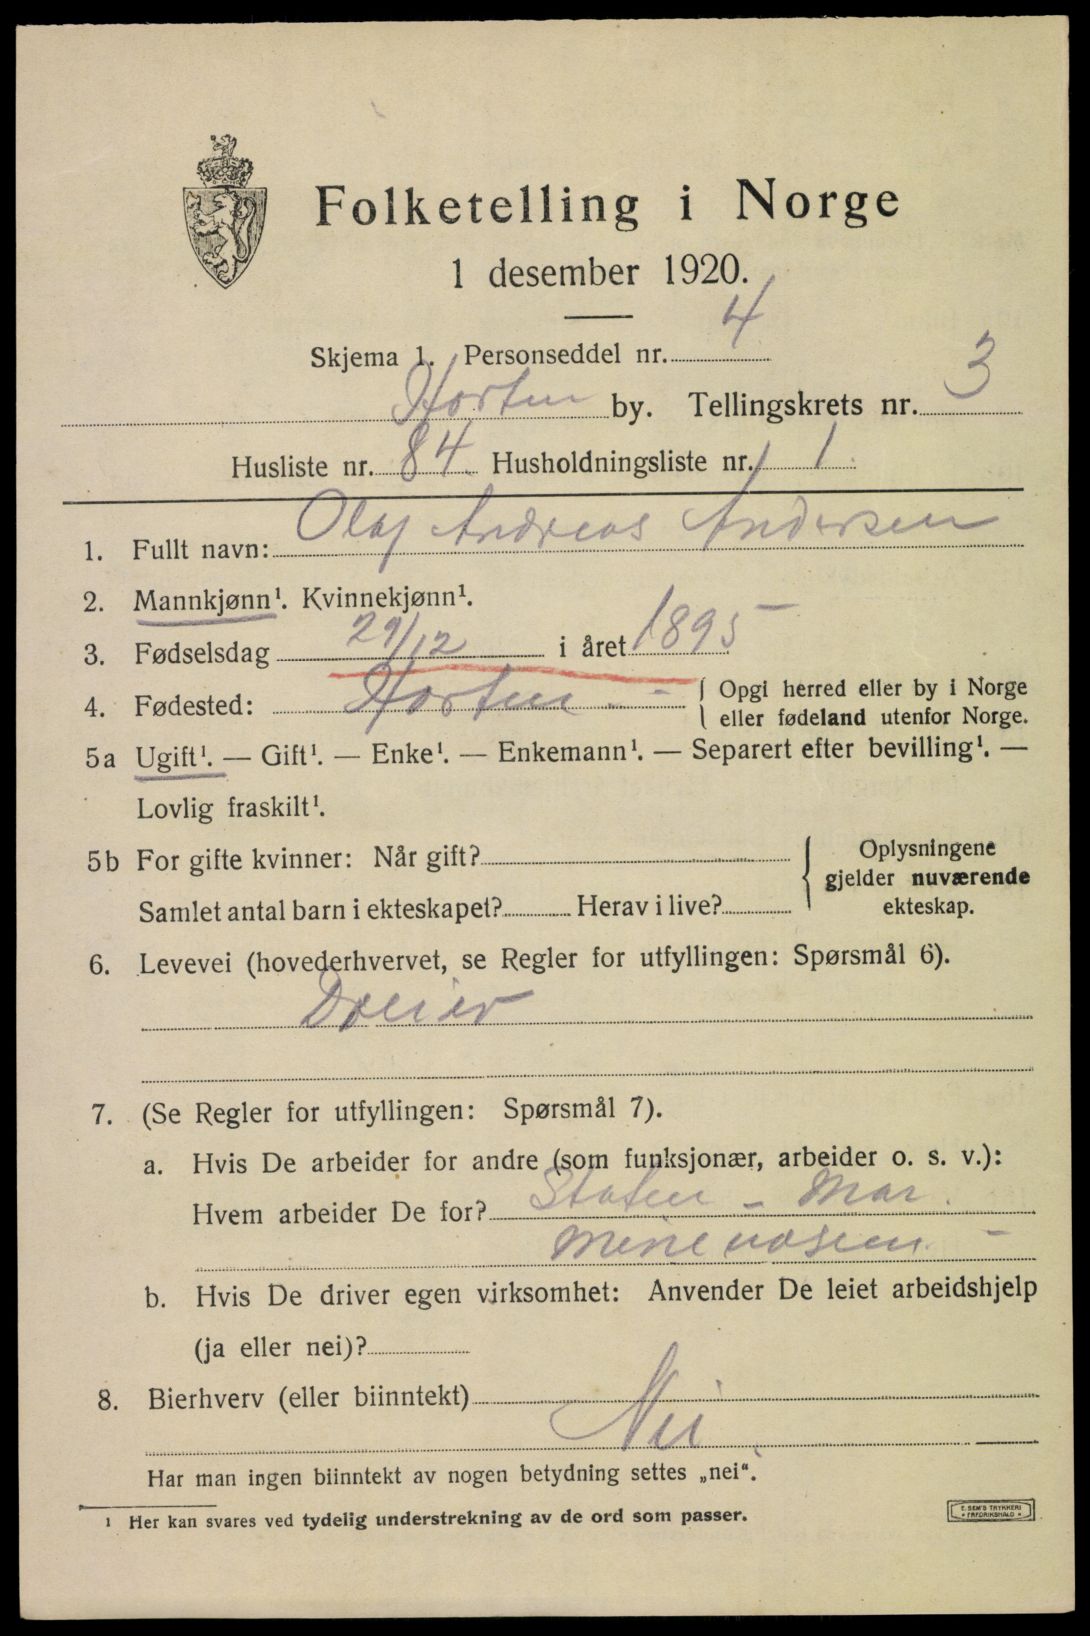 Folketelling i Norge
1 desember 1920.
Skjema 1. Personseddel nr. 4
Horten by. Tellingskrets nr. 3
Husliste nr. 84. Husholdningsliste nr. 1
1. Fullt navn: Olaf Andreas Andersen
2. Mannkjønn¹. Kvinnekjønn¹.
3. Fødselsdag 29/12 i året 1895
4. Fødested: Horten - { Opgi herred eller by i Norge
eller fødeland utenfor Norge.
5a Ugift¹. — Gift¹. — Enke¹. — Enkemann¹. — Separert efter bevilling¹. —
Lovlig fraskilt¹.
5b For gifte kvinner: Når gift? { Oplysningene
gjelder nuværende
Samlet antal barn i ekteskapet? Herav i live? ekteskap.
6. Levevei (hovederhvervet, se Regler for utfyllingen: Spørsmål 6).
Dreier
7. (Se Regler for utfyllingen: Spørsmål 7).
a. Hvis De arbeider for andre (som funksjonær, arbeider o. s. v.):
Hvem arbeider De for? Staten - Mar.
Minevæsen. -
b. Hvis De driver egen virksomhet: Anvender De leiet arbeidshjelp
(ja eller nei)?
8. Bierhverv (eller biinntekt)
Nei
Har man ingen biinntekt av nogen betydning settes „nei“.
¹ Her kan svares ved tydelig understrekning av de ord som passer.
E. SEM'S TRYKKERI
FREDRIKSHALD